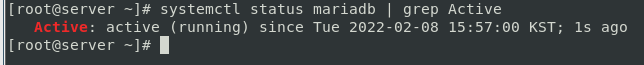 [root@server ~]# systemctl status mariadb | grep Active
   Active: active (running) since Tue 2022-02-08 15:57:00 KST; 1s ago
[root@server ~]#